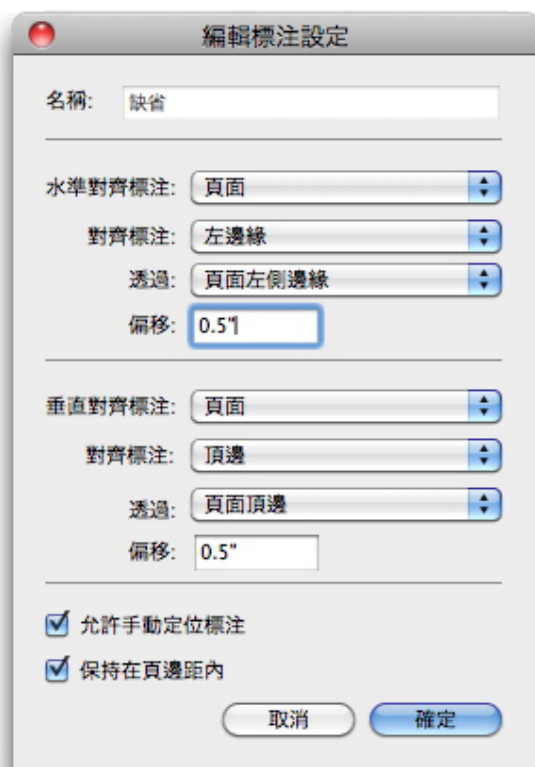 編輯標注設定
名稱: 缺省
水準對齊標注: 頁面
對齊標注: 左邊緣
透過: 頁面左側邊緣
偏移: 0.5"
垂直對齊標注: 頁面
對齊標注: 頂邊
透過: 頁面頂邊
偏移: 0.5"
允許手動定位標注
保持在頁邊距內
取消 確定